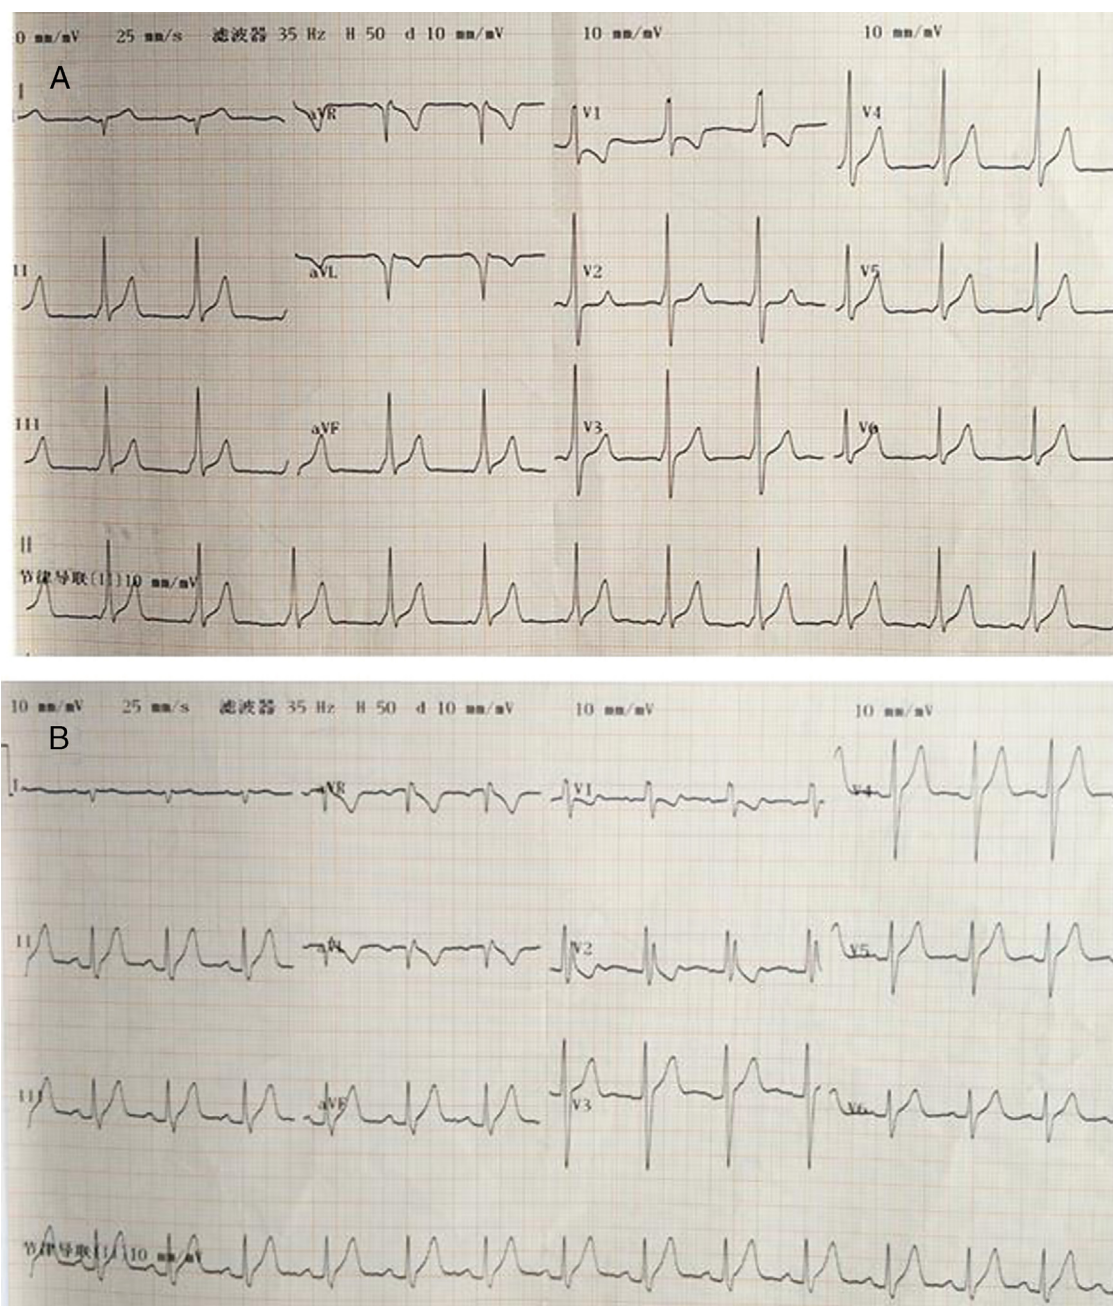 0 mm/mV 25 mm/s 滤波器 35 Hz H 50 d 10 mm/mV 10 mm/mV 10 mm/mV
A
I aVR V1 V4
II aVL V2 V5
III aVF V3 V6
II
节律导联(II)10 mm/mV
10 mm/mV 25 mm/s 滤波器 35 Hz H 50 d 10 mm/mV 10 mm/mV 10 mm/mV
B
I aVR V1 V4
II aVL V2 V5
III aVF V3 V6
节律导联(II)10 mm/mV